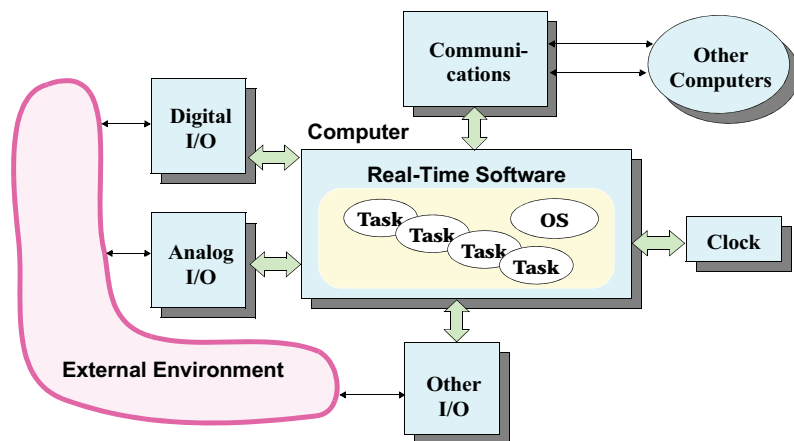 Communi-
cations
Other
Computers
Digital
I/O
Computer
Real-Time Software
Task
Task
Task
Task
OS
Analog
I/O
Clock
External Environment
Other
I/O